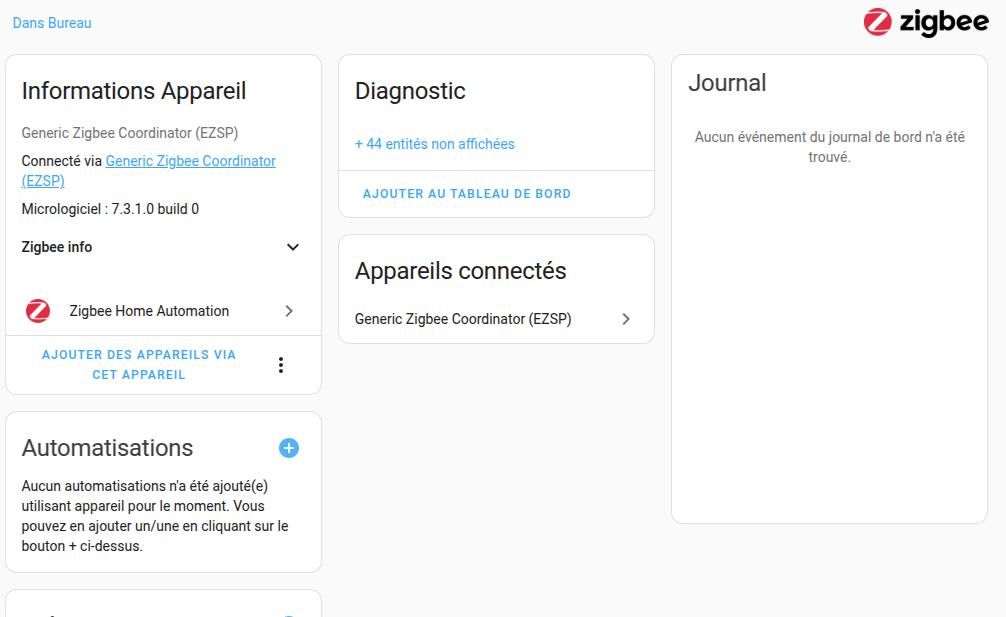 Dans Bureau
zigbee
Informations Appareil
Generic Zigbee Coordinator (EZSP)
Connecté via Generic Zigbee Coordinator
(EZSP)
Micrologiciel : 7.3.1.0 build 0
Zigbee info
Zigbee Home Automation
AJOUTER DES APPAREILS VIA
CET APPAREIL
Automatisations
Aucun automatisations n'a été ajouté(e)
utilisant appareil pour le moment. Vous
pouvez en ajouter un/une en cliquant sur le
bouton + ci-dessus.
Diagnostic
+ 44 entités non affichées
AJOUTER AU TABLEAU DE BORD
Appareils connectés
Generic Zigbee Coordinator (EZSP)
Journal
Aucun événement du journal de bord n'a été
trouvé.